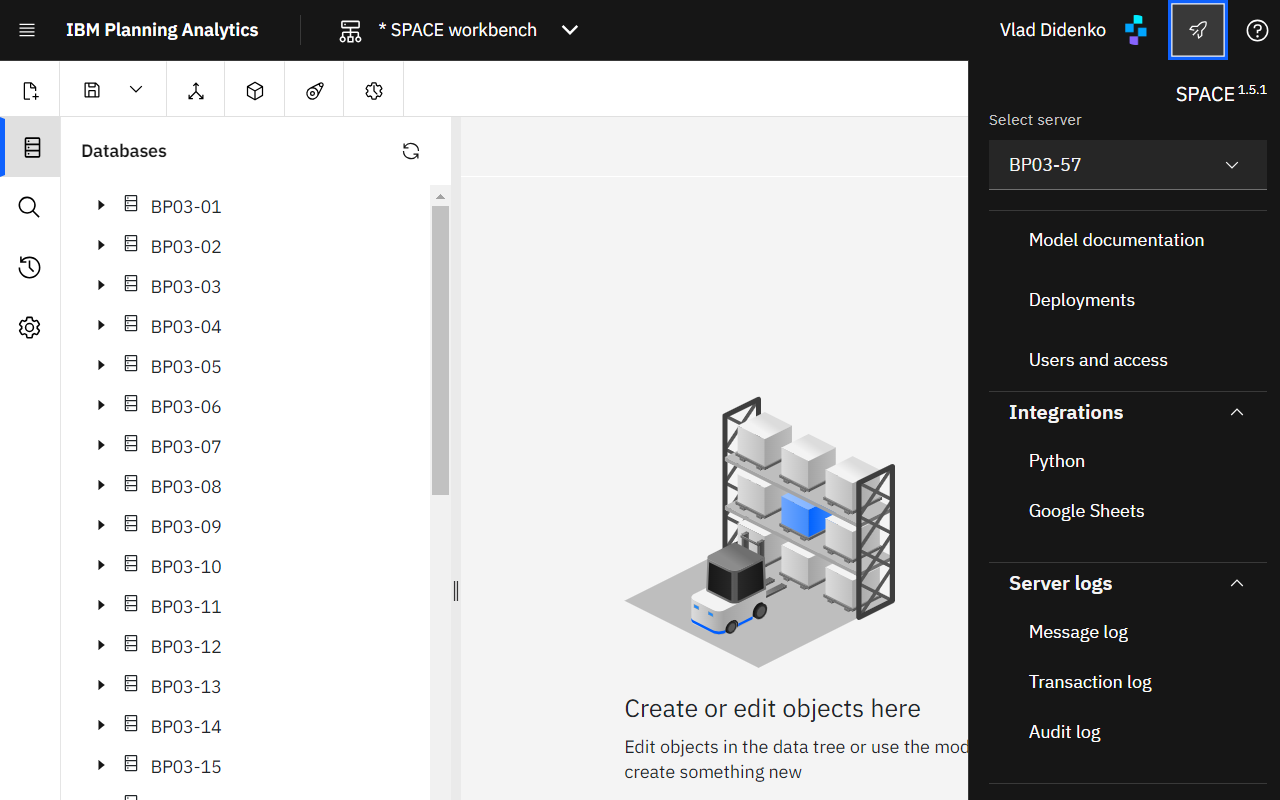 IBM Planning Analytics
* SPACE workbench
Vlad Didenko
SPACE 1.5.1
Select server
BP03-57
Databases
BP03-01
BP03-02
BP03-03
BP03-04
BP03-05
BP03-06
BP03-07
BP03-08
BP03-09
BP03-10
BP03-11
BP03-12
BP03-13
BP03-14
BP03-15
Create or edit objects here
Edit objects in the data tree or use the mod
create something new
Model documentation
Deployments
Users and access
Integrations
Python
Google Sheets
Server logs
Message log
Transaction log
Audit log